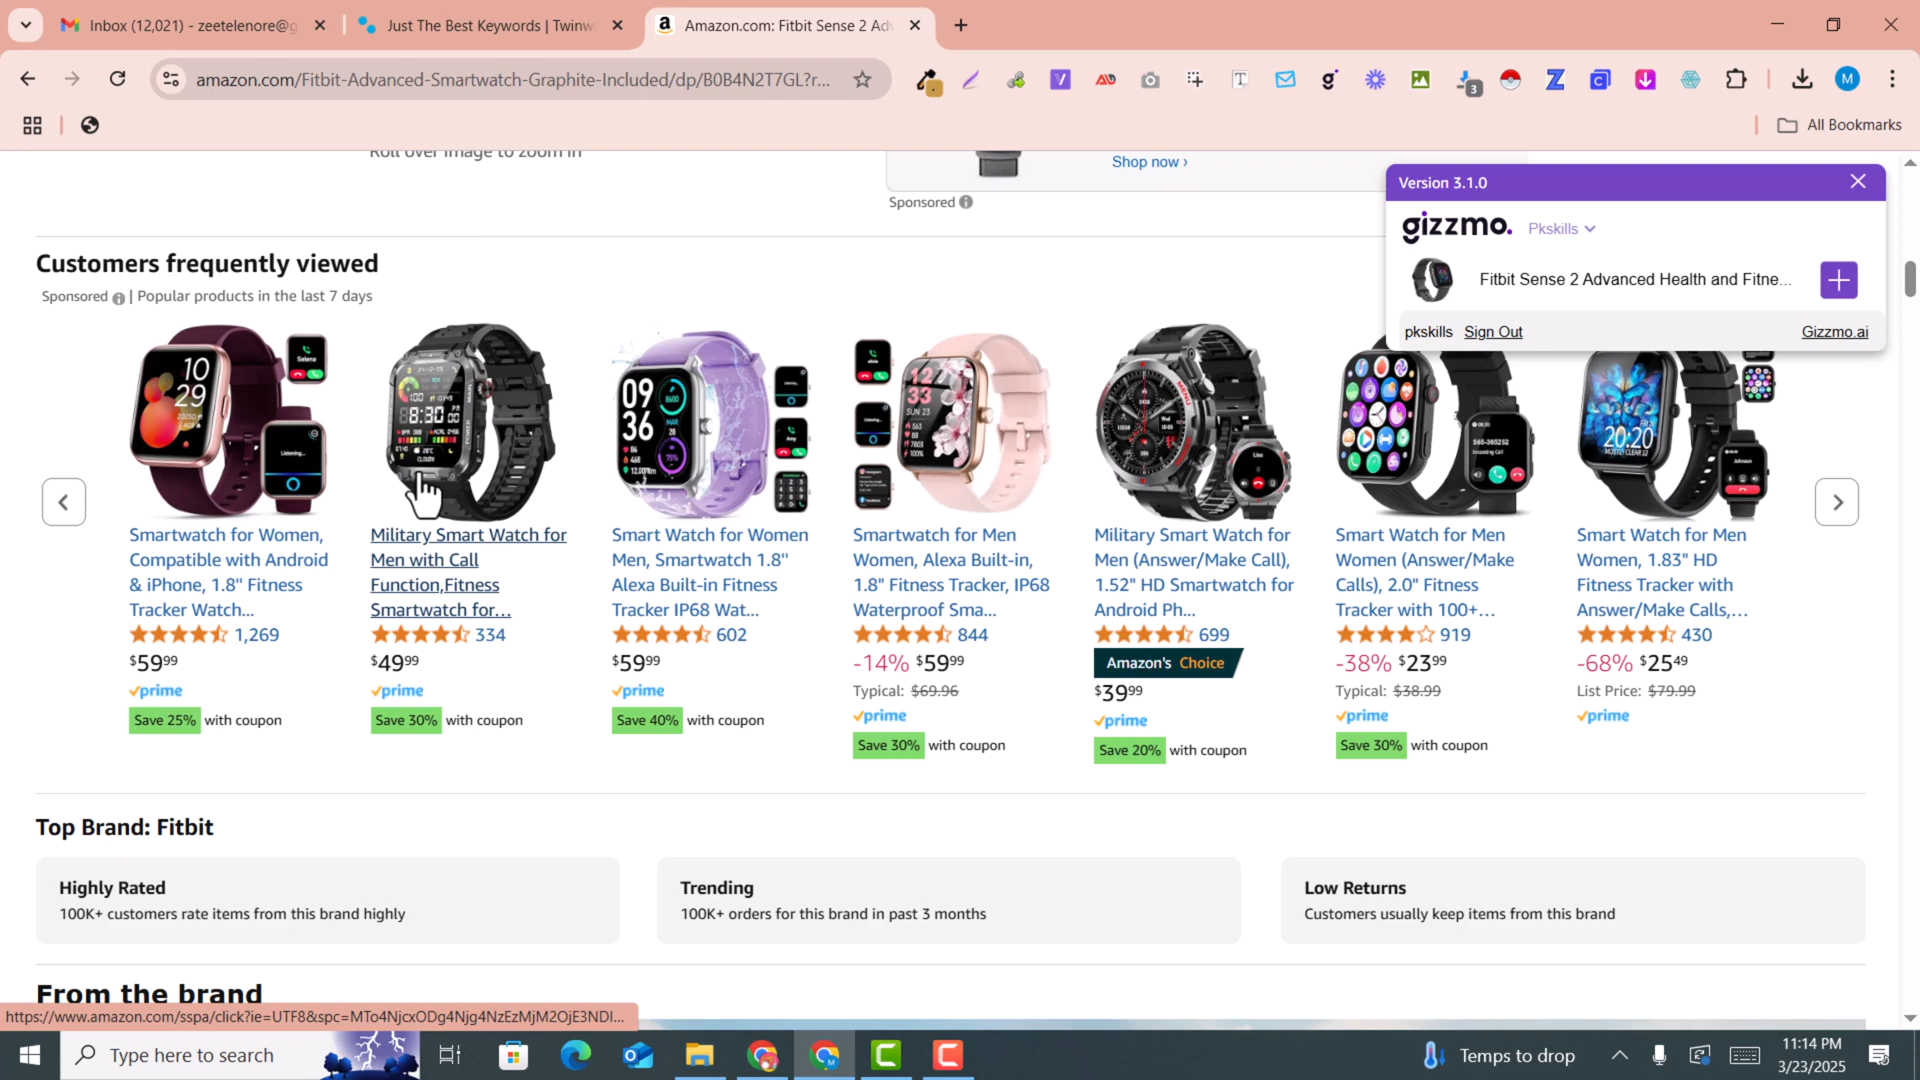 Inbox (12,021) - zeetelenore@g
Just The Best Keywords | Twinw
Amazon.com: Fitbit Sense 2 Adv
amazon.com/Fitbit-Advanced-Smartwatch-Graphite-Included/dp/B0B4N2T7GL?r...
All Bookmarks
Roll over image to zoom in
Shop now ›
Sponsored
Version 3.1.0
gizzmo. Pkskills
Fitbit Sense 2 Advanced Health and Fitne...
pkskills Sign Out Gizzmo.ai
Customers frequently viewed
Sponsored | Popular products in the last 7 days
Smartwatch for Women,
Compatible with Android
& iPhone, 1.8" Fitness
Tracker Watch...
1,269
$59.99
prime
Save 25% with coupon
Military Smart Watch for
Men with Call
Function,Fitness
Smartwatch for...
334
$49.99
prime
Save 30% with coupon
Smart Watch for Women
Men, Smartwatch 1.8''
Alexa Built-in Fitness
Tracker IP68 Wat...
602
$59.99
prime
Save 40% with coupon
Smartwatch for Men
Women, Alexa Built-in,
1.8" Fitness Tracker, IP68
Waterproof Sma...
844
-14% $59.99
Typical: $69.96
prime
Save 30% with coupon
Military Smart Watch for
Men (Answer/Make Call),
1.52" HD Smartwatch for
Android Ph...
699
Amazon's Choice
$39.99
prime
Save 20% with coupon
Smart Watch for Men
Women (Answer/Make
Calls), 2.0" Fitness
Tracker with 100+...
919
-38% $23.99
Typical: $38.99
prime
Save 30% with coupon
Smart Watch for Men
Women, 1.83" HD
Fitness Tracker with
Answer/Make Calls,...
430
-68% $25.49
List Price: $79.99
prime
Top Brand: Fitbit
Highly Rated
100K+ customers rate items from this brand highly
Trending
100K+ orders for this brand in past 3 months
Low Returns
Customers usually keep items from this brand
From the brand
https://www.amazon.com/sspa/click?ie=UTF8&spc=MTo4NjcxODg4Njg4NzEzMjM2OjE3NDI...
Type here to search
Temps to drop
11:14 PM
3/23/2025